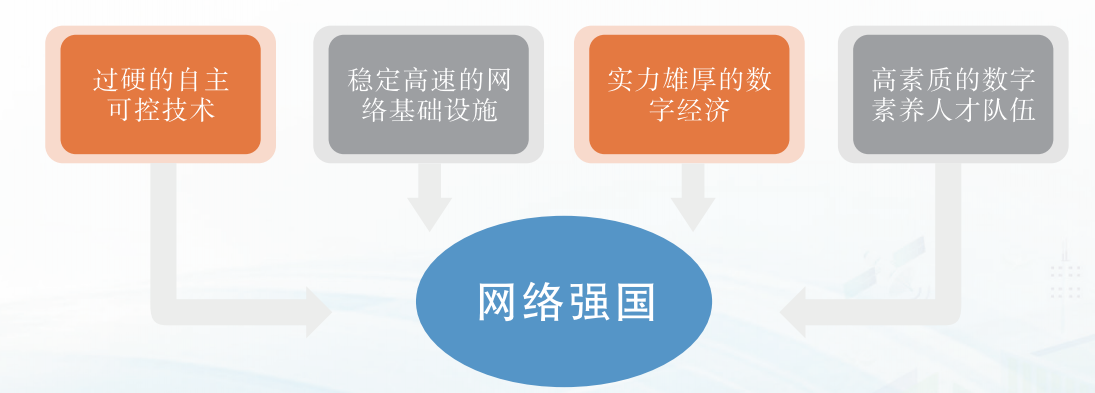 过硬的自主
可控技术
稳定高速的网
络基础设施
实力雄厚的数
字经济
高素质的数字
素养人才队伍
网络强国